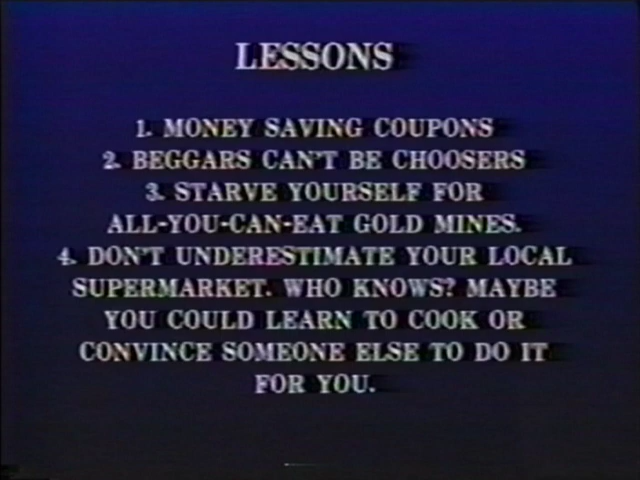 LESSONS
1. MONEY SAVING COUPONS
2. BEGGARS CAN'T BE CHOOSERS
3. STARVE YOURSELF FOR
ALL-YOU-CAN-EAT GOLD MINES.
4. DON'T UNDERESTIMATE YOUR LOCAL
SUPERMARKET. WHO KNOWS? MAYBE
YOU COULD LEARN TO COOK OR
CONVINCE SOMEONE ELSE TO DO IT
FOR YOU.